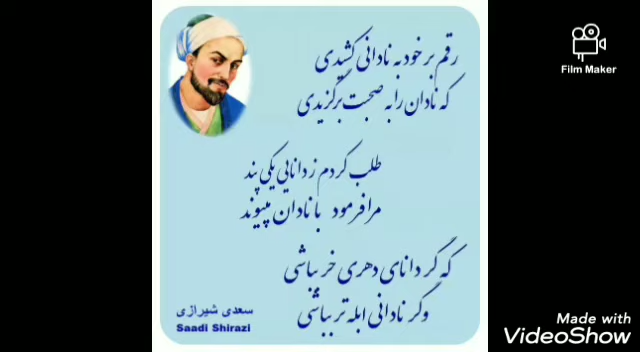 رقم بر خود به نادانی کشیدی
که نادان را به صحبت برگزیدی
طلب کردم ز دانایی یکی پند
مرا فرمود با نادان مپیوند
که گر دانای دهری خر بباشی
وگر نادانی ابله تر بباشی
سعدی شیرازی
Saadi Shirazi
Film Maker
Made with
VideoShow